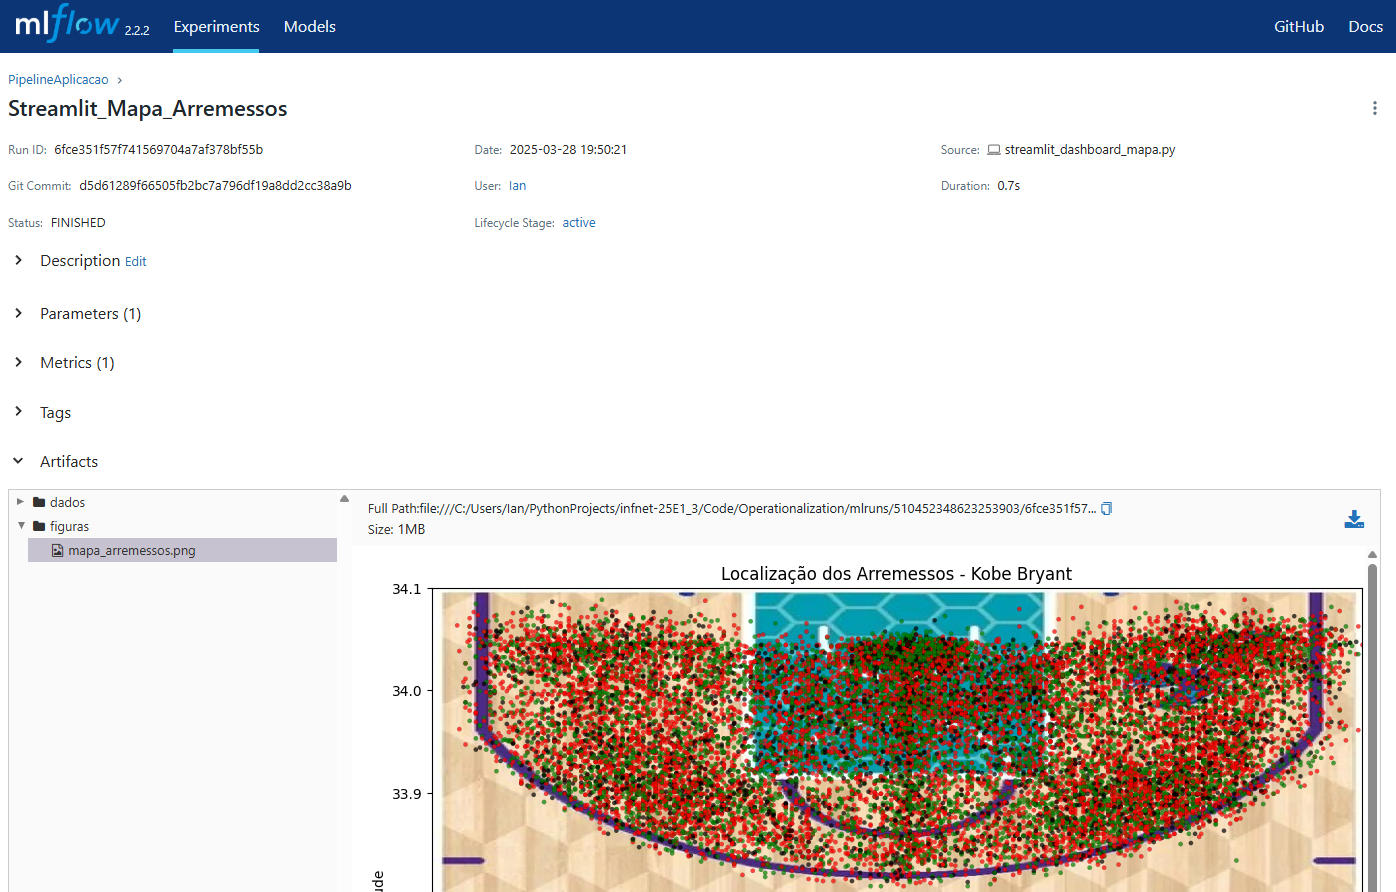 mlflow 2.2.2 Experiments Models GitHub Docs
PipelineAplicacao
Streamlit_Mapa_Arremessos
Run ID: 6fce351f57f741569704a7af378bf55b Date: 2025-03-28 19:50:21 Source: streamlit_dashboard_mapa.py
Git Commit: d5d61289f66505fb2bc7a796df19a8dd2cc38a9b User: Ian Duration: 0.7s
Status: FINISHED Lifecycle Stage: active
Description Edit
Parameters (1)
Metrics (1)
Tags
Artifacts
dados
figuras
mapa_arremessos.png
Full Path:file:///C:/Users/Ian/PythonProjects/infnet-25E1_3/Code/Operationalization/mlruns/510452348623253903/6fce351f57...
Size: 1MB
Localização dos Arremessos - Kobe Bryant
34.1
34.0
33.9